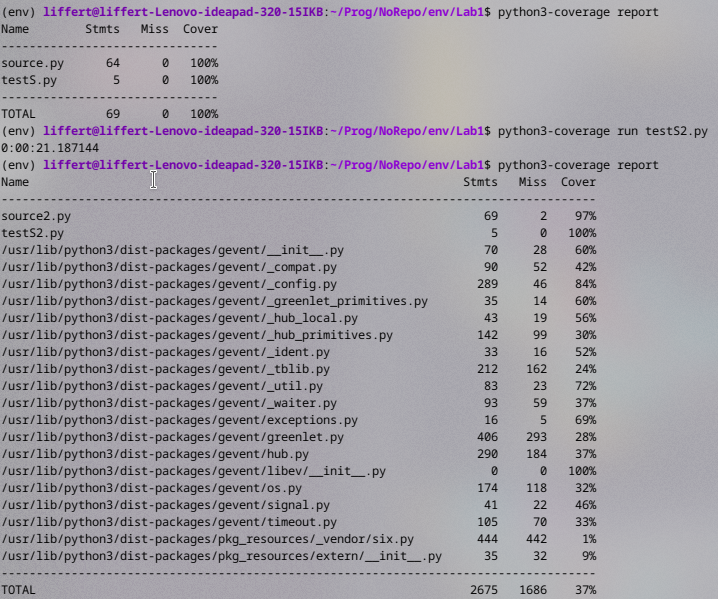 (env) liffert@liffert-Lenovo-ideapad-320-15IKB:~/Prog/NoRepo/env/Lab1$ python3-coverage report
Name        Stmts   Miss  Cover
-------------------------------
source.py      64      0   100%
testS.py        5      0   100%
-------------------------------
TOTAL          69      0   100%
(env) liffert@liffert-Lenovo-ideapad-320-15IKB:~/Prog/NoRepo/env/Lab1$ python3-coverage run testS2.py
0:00:21.187144
(env) liffert@liffert-Lenovo-ideapad-320-15IKB:~/Prog/NoRepo/env/Lab1$ python3-coverage report
Name                                                              Stmts   Miss  Cover
-------------------------------------------------------------------------------------
source2.py                                                           69      2    97%
testS2.py                                                             5      0   100%
/usr/lib/python3/dist-packages/gevent/__init__.py                    70     28    60%
/usr/lib/python3/dist-packages/gevent/_compat.py                     90     52    42%
/usr/lib/python3/dist-packages/gevent/_config.py                    289     46    84%
/usr/lib/python3/dist-packages/gevent/_greenlet_primitives.py        35     14    60%
/usr/lib/python3/dist-packages/gevent/_hub_local.py                  43     19    56%
/usr/lib/python3/dist-packages/gevent/_hub_primitives.py            142     99    30%
/usr/lib/python3/dist-packages/gevent/_ident.py                      33     16    52%
/usr/lib/python3/dist-packages/gevent/_tblib.py                     212    162    24%
/usr/lib/python3/dist-packages/gevent/_util.py                       83     23    72%
/usr/lib/python3/dist-packages/gevent/_waiter.py                     93     59    37%
/usr/lib/python3/dist-packages/gevent/exceptions.py                  16      5    69%
/usr/lib/python3/dist-packages/gevent/greenlet.py                   406    293    28%
/usr/lib/python3/dist-packages/gevent/hub.py                        290    184    37%
/usr/lib/python3/dist-packages/gevent/libev/__init__.py               0      0   100%
/usr/lib/python3/dist-packages/gevent/os.py                         174    118    32%
/usr/lib/python3/dist-packages/gevent/signal.py                      41     22    46%
/usr/lib/python3/dist-packages/gevent/timeout.py                    105     70    33%
/usr/lib/python3/dist-packages/pkg_resources/_vendor/six.py         444    442     1%
/usr/lib/python3/dist-packages/pkg_resources/extern/__init__.py      35     32     9%
-------------------------------------------------------------------------------------
TOTAL                                                              2675   1686    37%